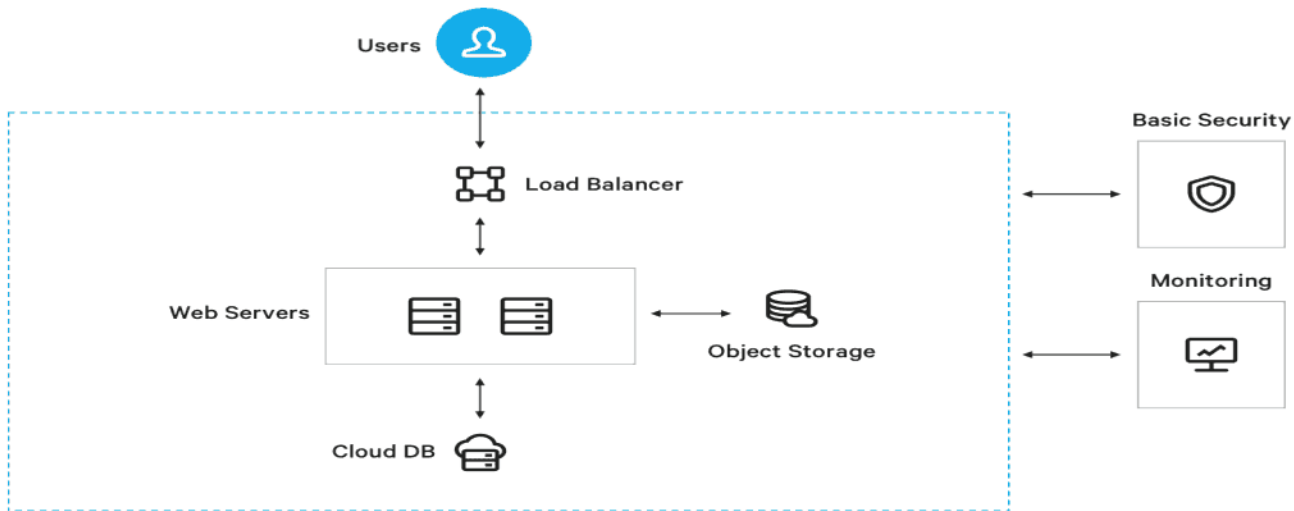 Users
Basic Security
Load Balancer
Monitoring
Web Servers
Object Storage
Cloud DB